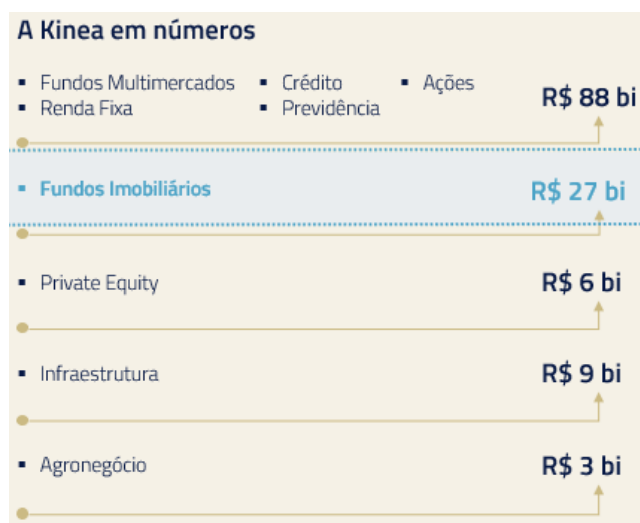 A Kinea em números
▪ Fundos Multimercados ▪ Crédito ▪ Ações
▪ Renda Fixa ▪ Previdência
R$ 88 bi
▪ Fundos Imobiliários R$ 27 bi
▪ Private Equity R$ 6 bi
▪ Infraestrutura R$ 9 bi
▪ Agronegócio R$ 3 bi